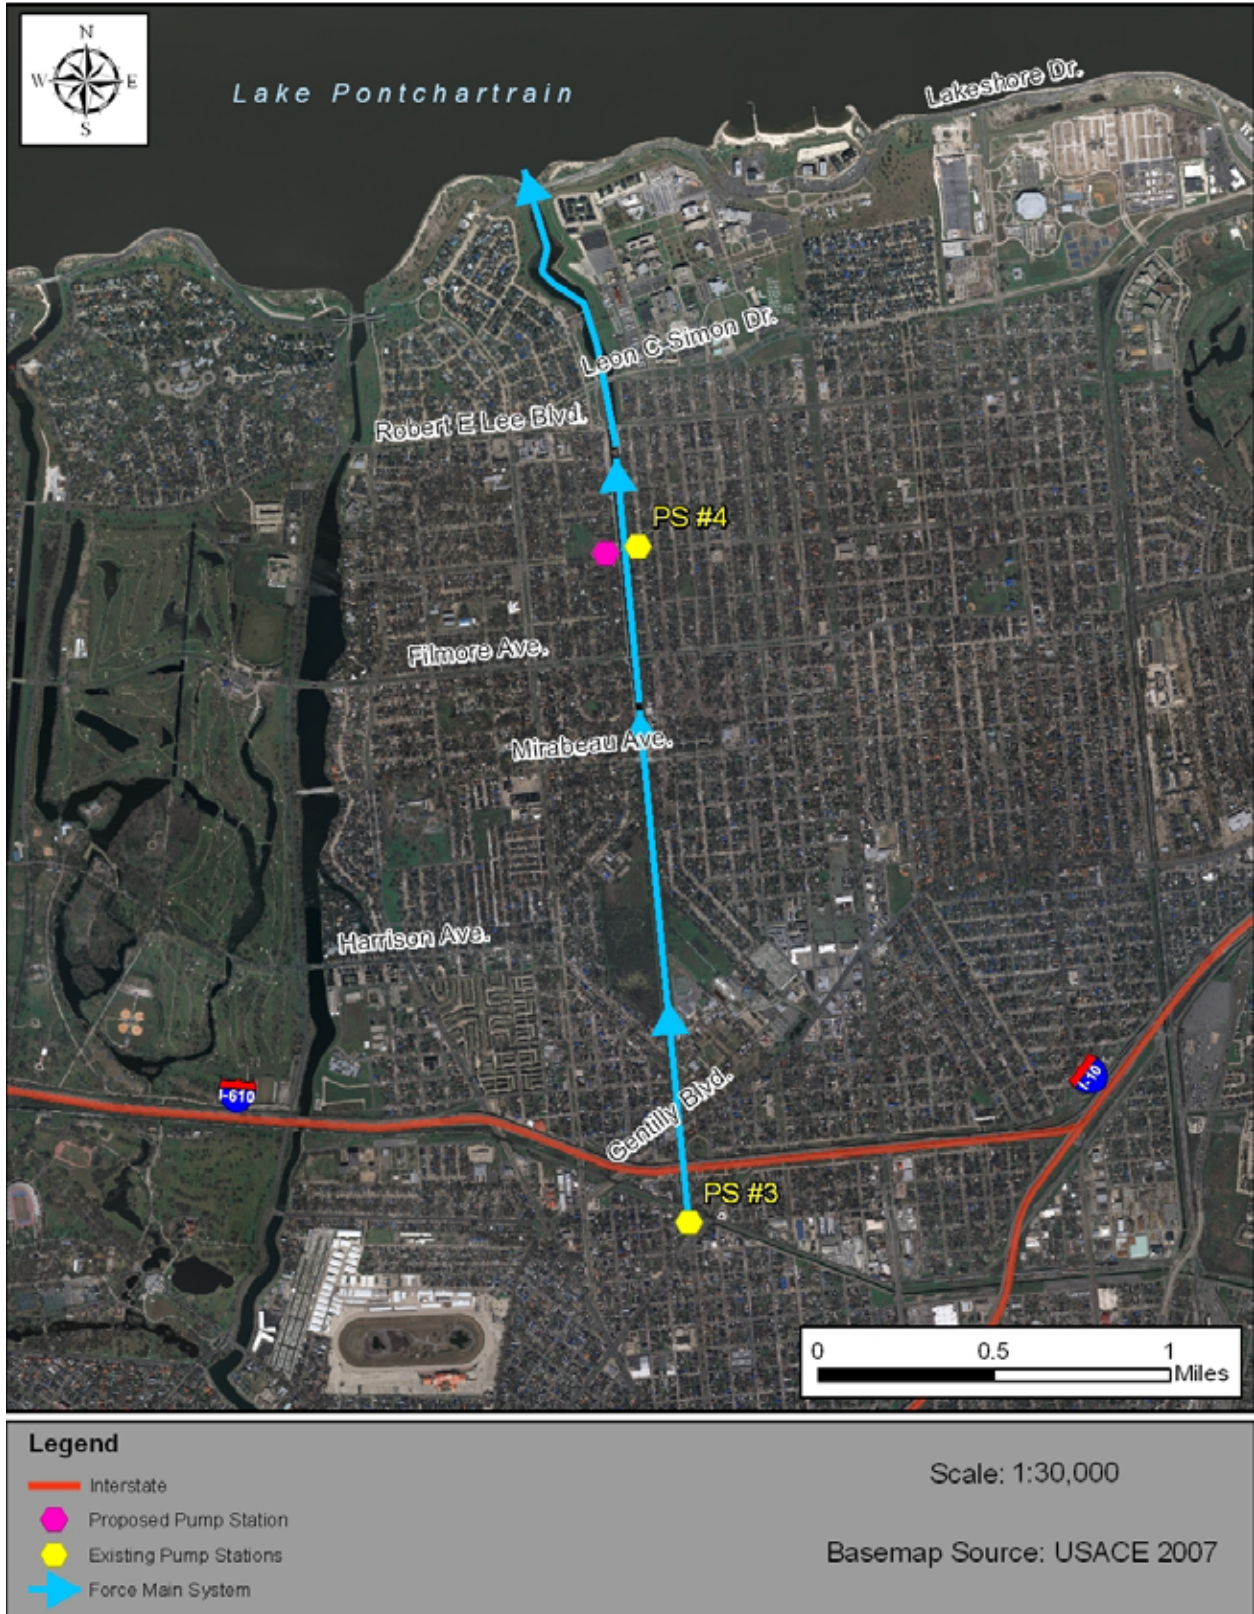 N
W E
S
Lake Pontchartrain
Lakeshore Dr.
Leon C Simon Dr.
Robert E Lee Blvd.
PS #4
Filmore Ave.
Mirabeau Ave.
Harrison Ave.
I-610
I-10
Gentilly Blvd.
PS #3
0 0.5 1
Miles
Legend
Interstate
Proposed Pump Station
Existing Pump Stations
Force Main System
Scale: 1:30,000
Basemap Source: USACE 2007